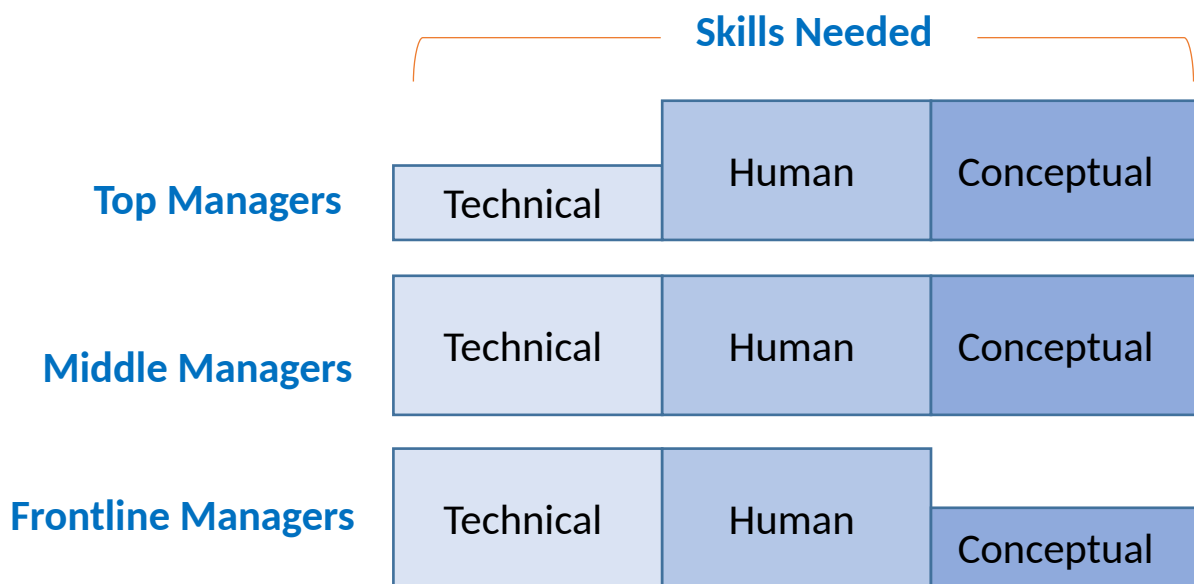 Skills Needed
Top Managers
Technical
Human
Conceptual
Middle Managers
Technical
Human
Conceptual
Frontline Managers
Technical
Human
Conceptual